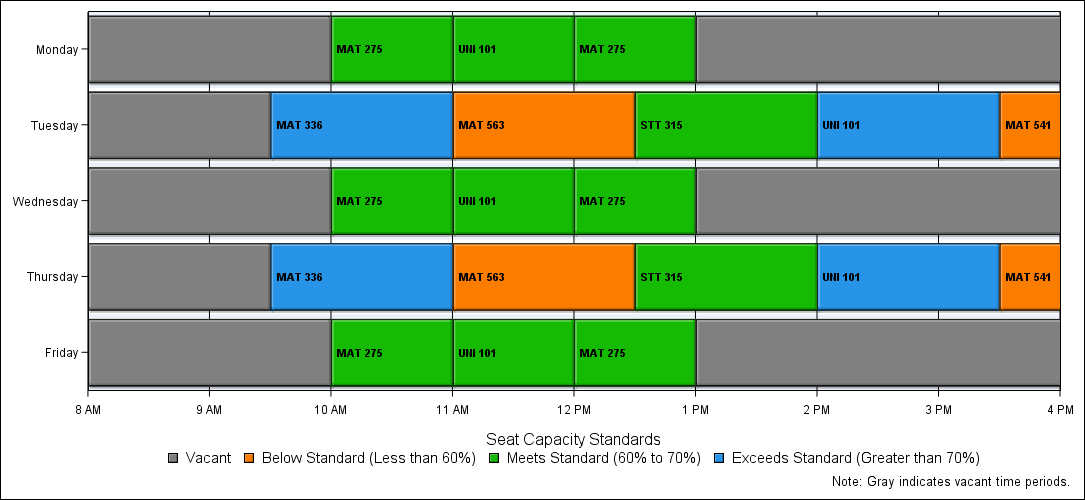 Monday MAT 275 UNI 101 MAT 275
Tuesday MAT 336 MAT 563 STT 315 UNI 101 MAT 541
Wednesday MAT 275 UNI 101 MAT 275
Thursday MAT 336 MAT 563 STT 315 UNI 101 MAT 541
Friday MAT 275 UNI 101 MAT 275
8 AM 9 AM 10 AM 11 AM 12 PM 1 PM 2 PM 3 PM 4 PM
Seat Capacity Standards
Vacant Below Standard (Less than 60%) Meets Standard (60% to 70%) Exceeds Standard (Greater than 70%)
Note: Gray indicates vacant time periods.